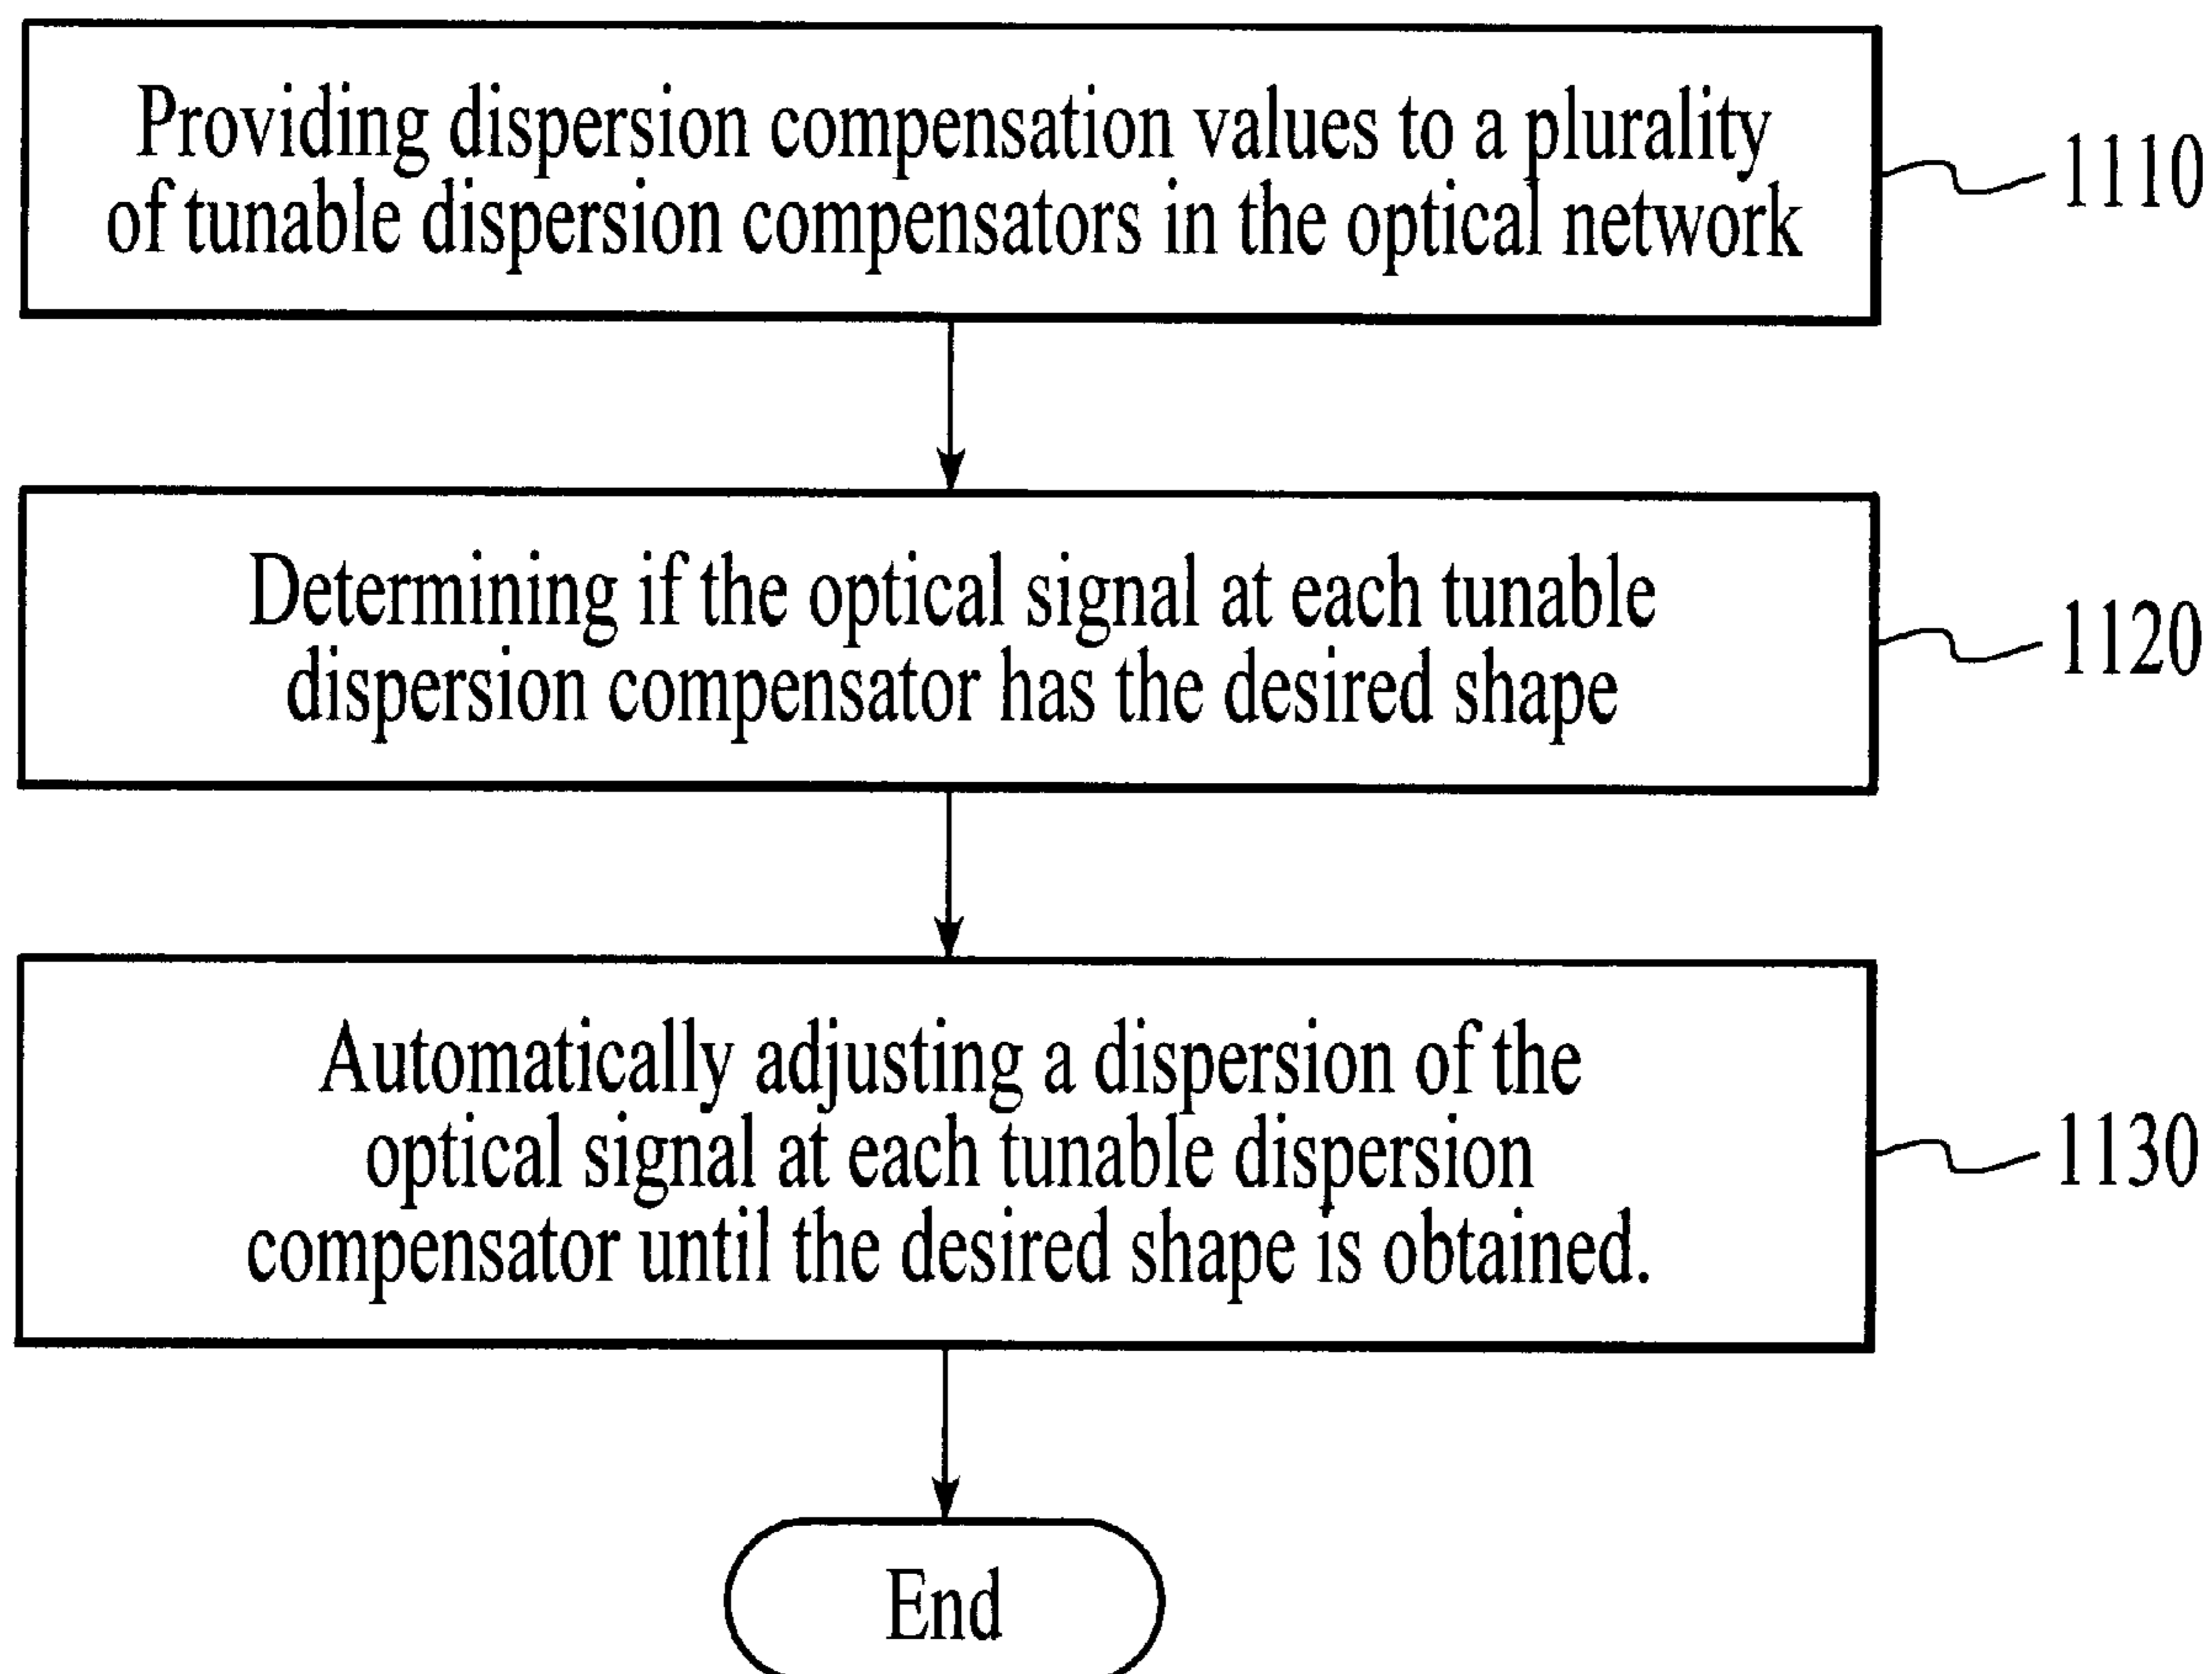 Providing dispersion compensation values to a plurality
of tunable dispersion compensators in the optical network
1110
Determining if the optical signal at each tunable
dispersion compensator has the desired shape
1120
Automatically adjusting a dispersion of the
optical signal at each tunable dispersion
compensator until the desired shape is obtained.
1130
End